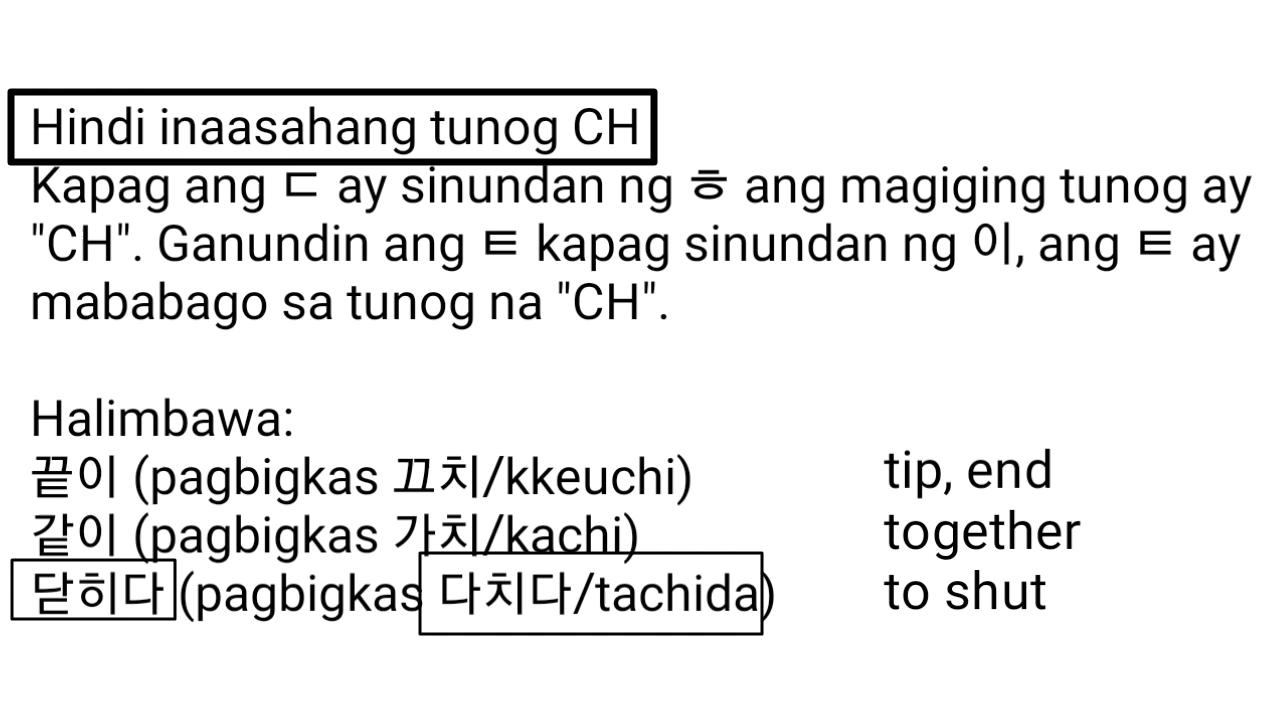 Hindi inaasahang tunog CH
Kapag ang ㄷ ay sinundan ng ㅎ ang magiging tunog ay
"CH". Ganundin ang ㅌ kapag sinundan ng 이, ang ㅌ ay
mababago sa tunog na "CH".
Halimbawa:
끝이 (pagbigkas 끄치/kkeuchi) tip, end
같이 (pagbigkas 가치/kachi) together
닫히다 (pagbigkas 다치다/tachida) to shut